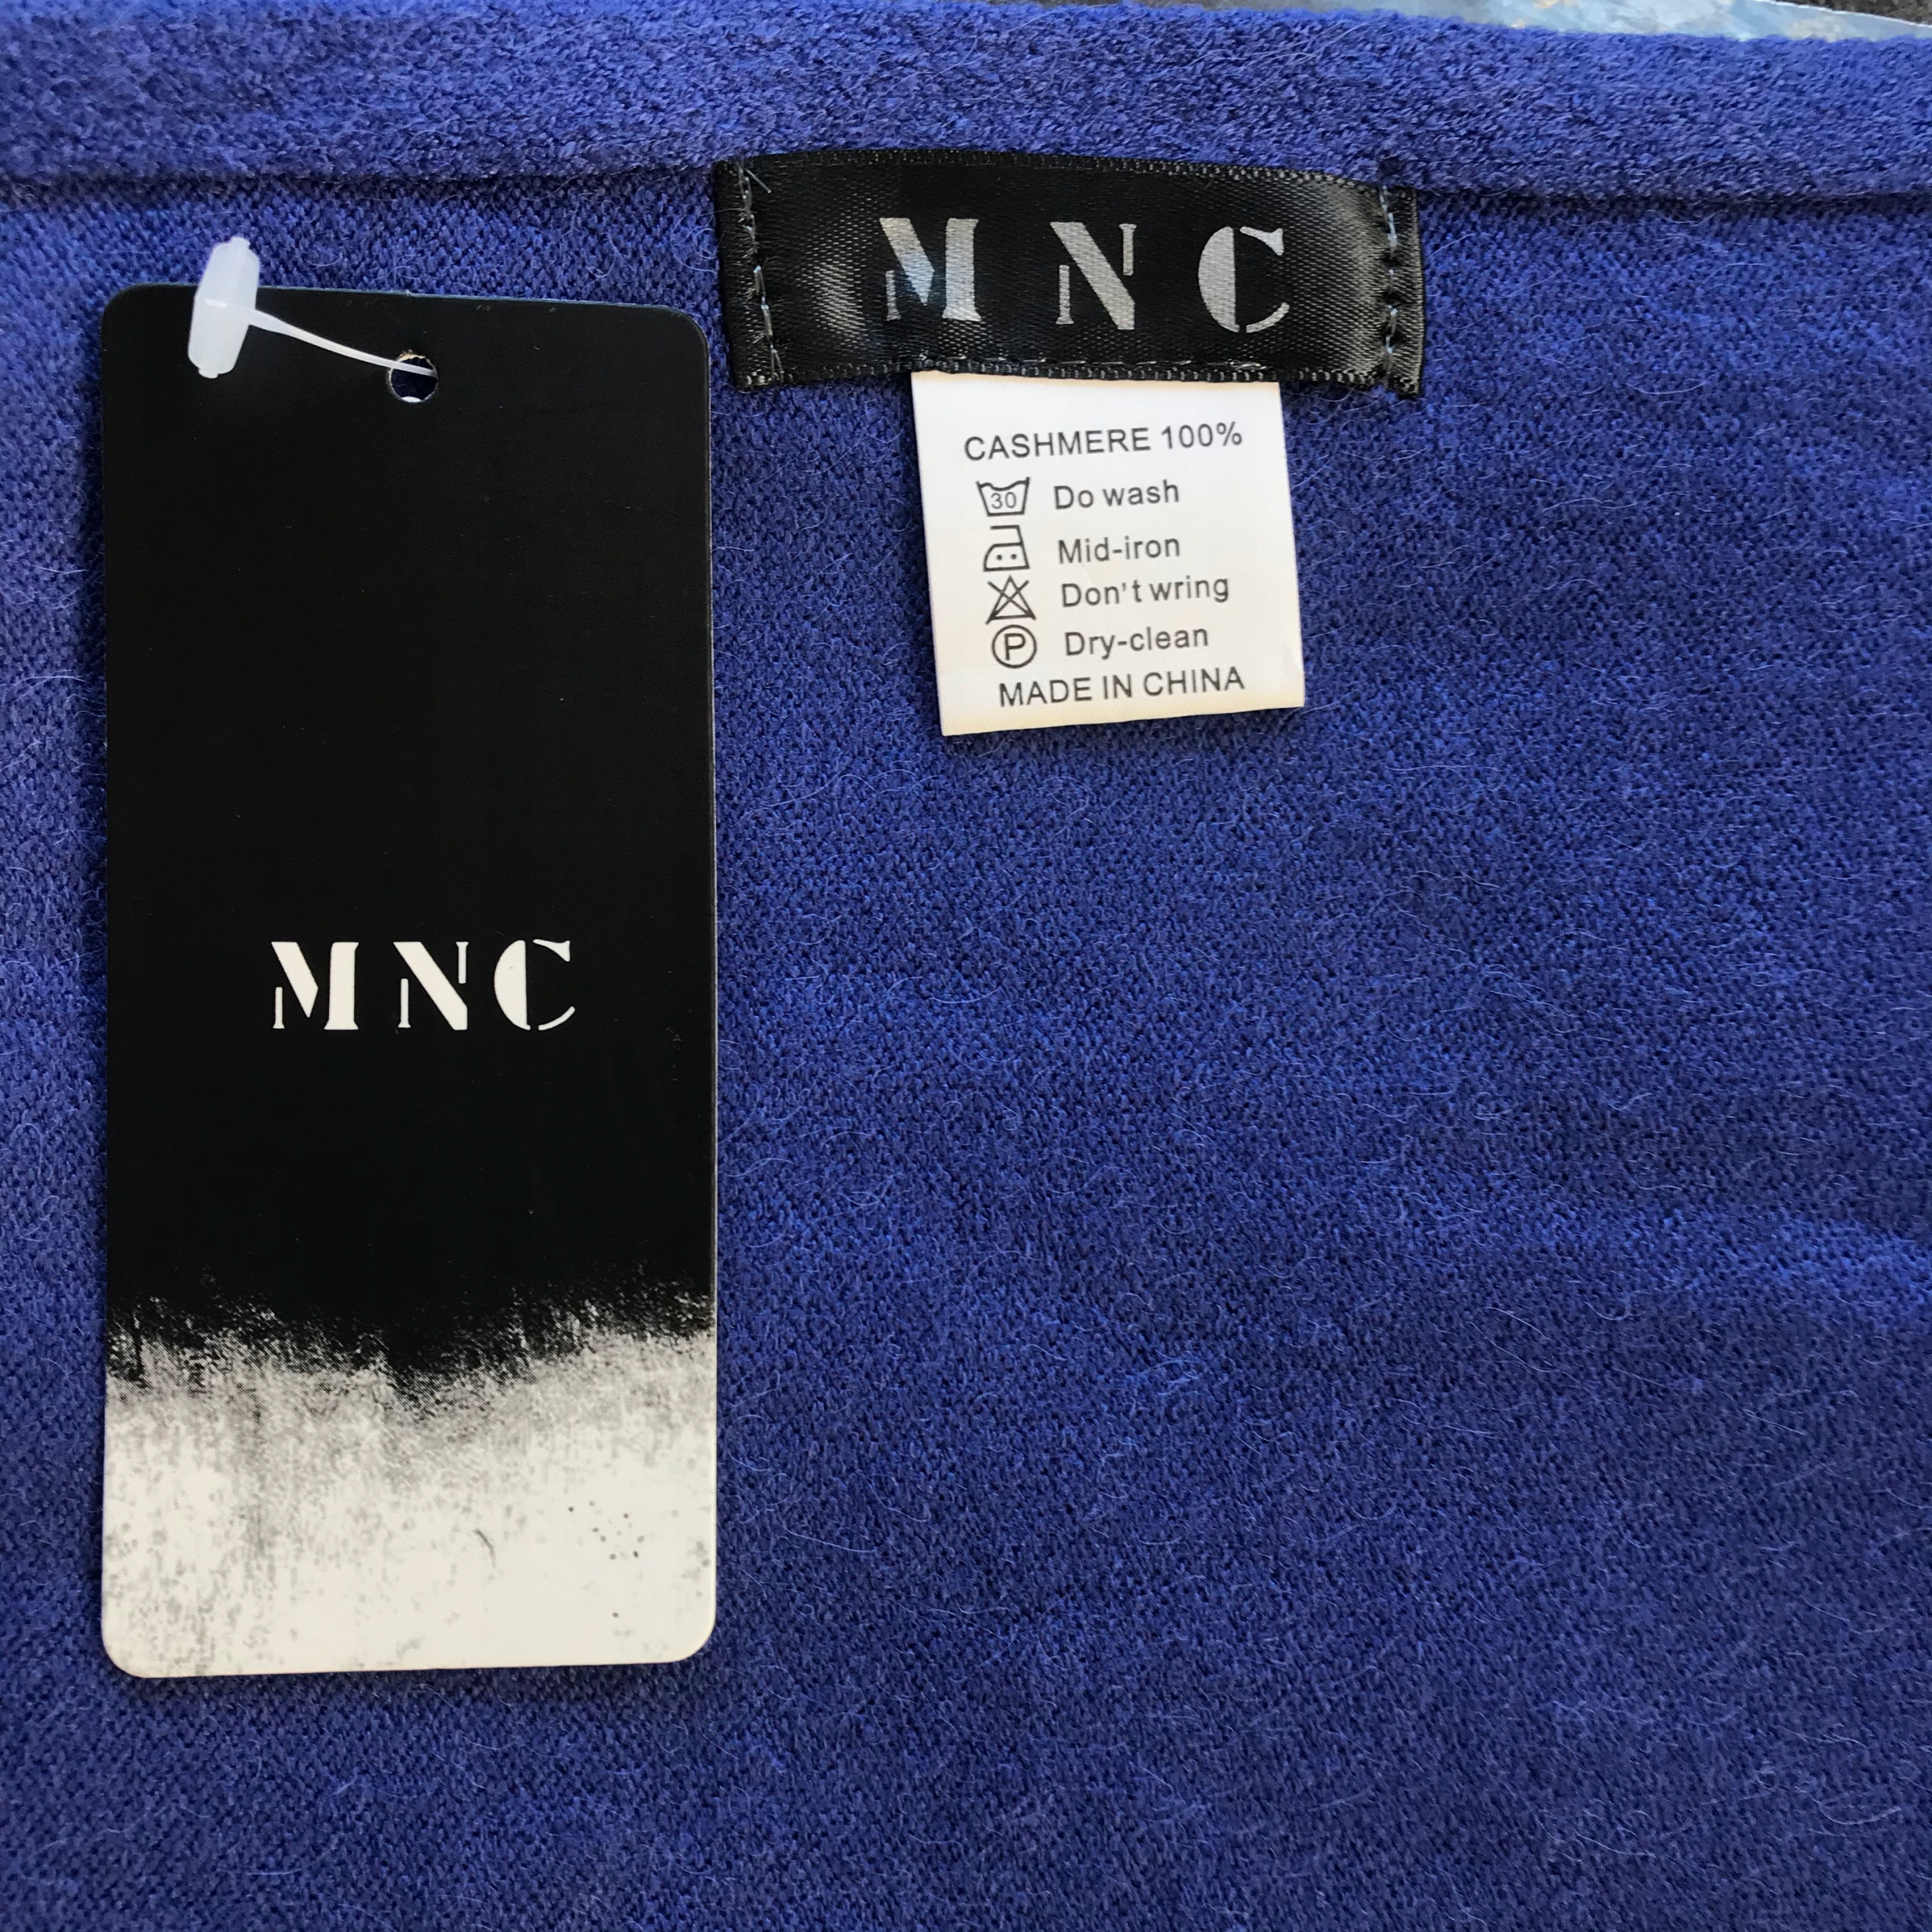 MNC
CASHMERE 100%
30 Do wash
Mid-iron
Don't wring
P Dry-clean
MADE IN CHINA
MNC